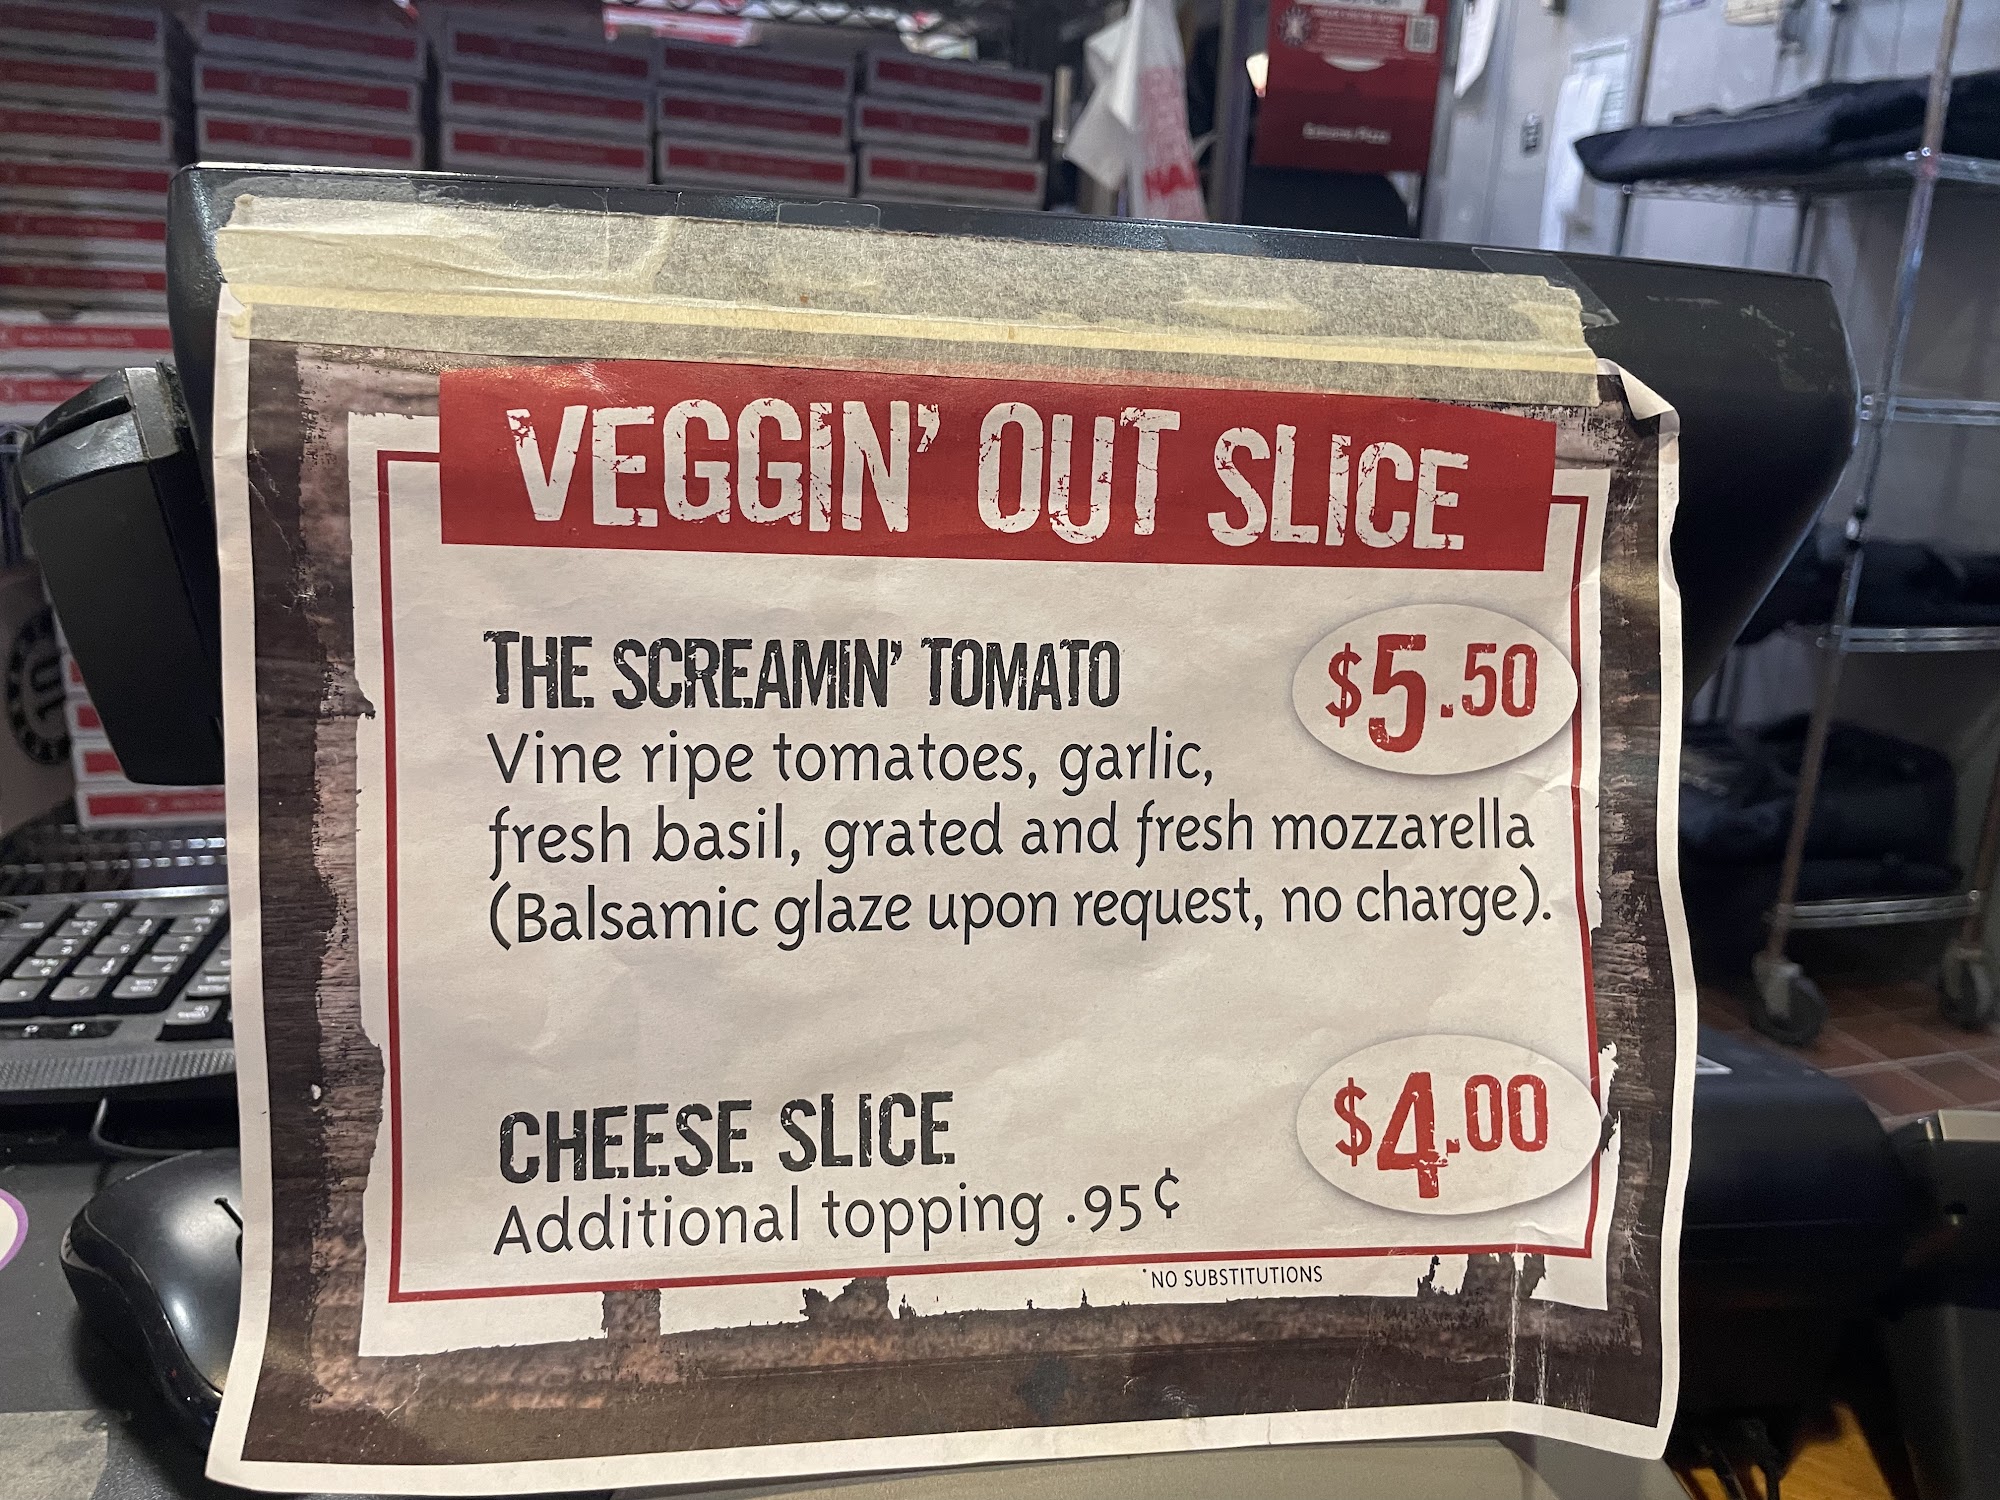 VEGGIN' OUT SLICE
THE SCREAMIN' TOMATO
$5.50
Vine ripe tomatoes, garlic,
fresh basil, grated and fresh mozzarella
(Balsamic glaze upon request, no charge).
CHEESE SLICE
$4.00
Additional topping .95¢
*NO SUBSTITUTIONS